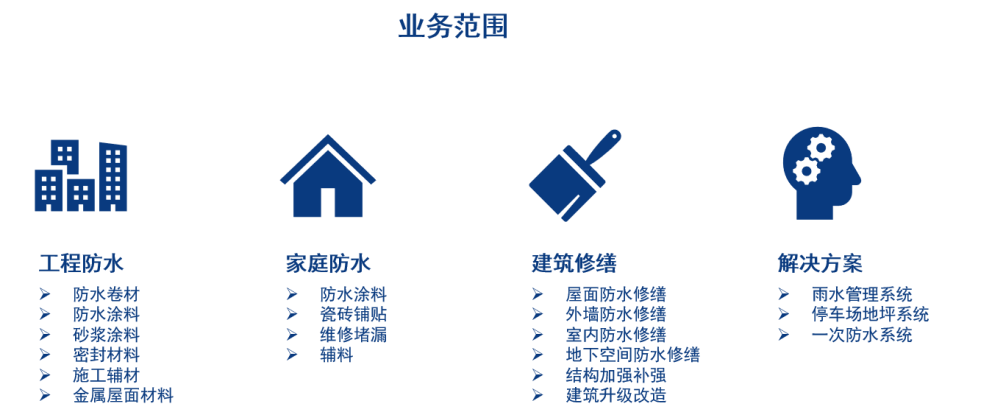 业务范围
工程防水
防水卷材
防水涂料
砂浆涂料
密封材料
施工辅材
金属屋面材料
家庭防水
防水涂料
瓷砖铺贴
维修堵漏
辅料
建筑修缮
屋面防水修缮
外墙防水修缮
室内防水修缮
地下空间防水修缮
结构加强补强
建筑升级改造
解决方案
雨水管理系统
停车场地坪系统
一次防水系统